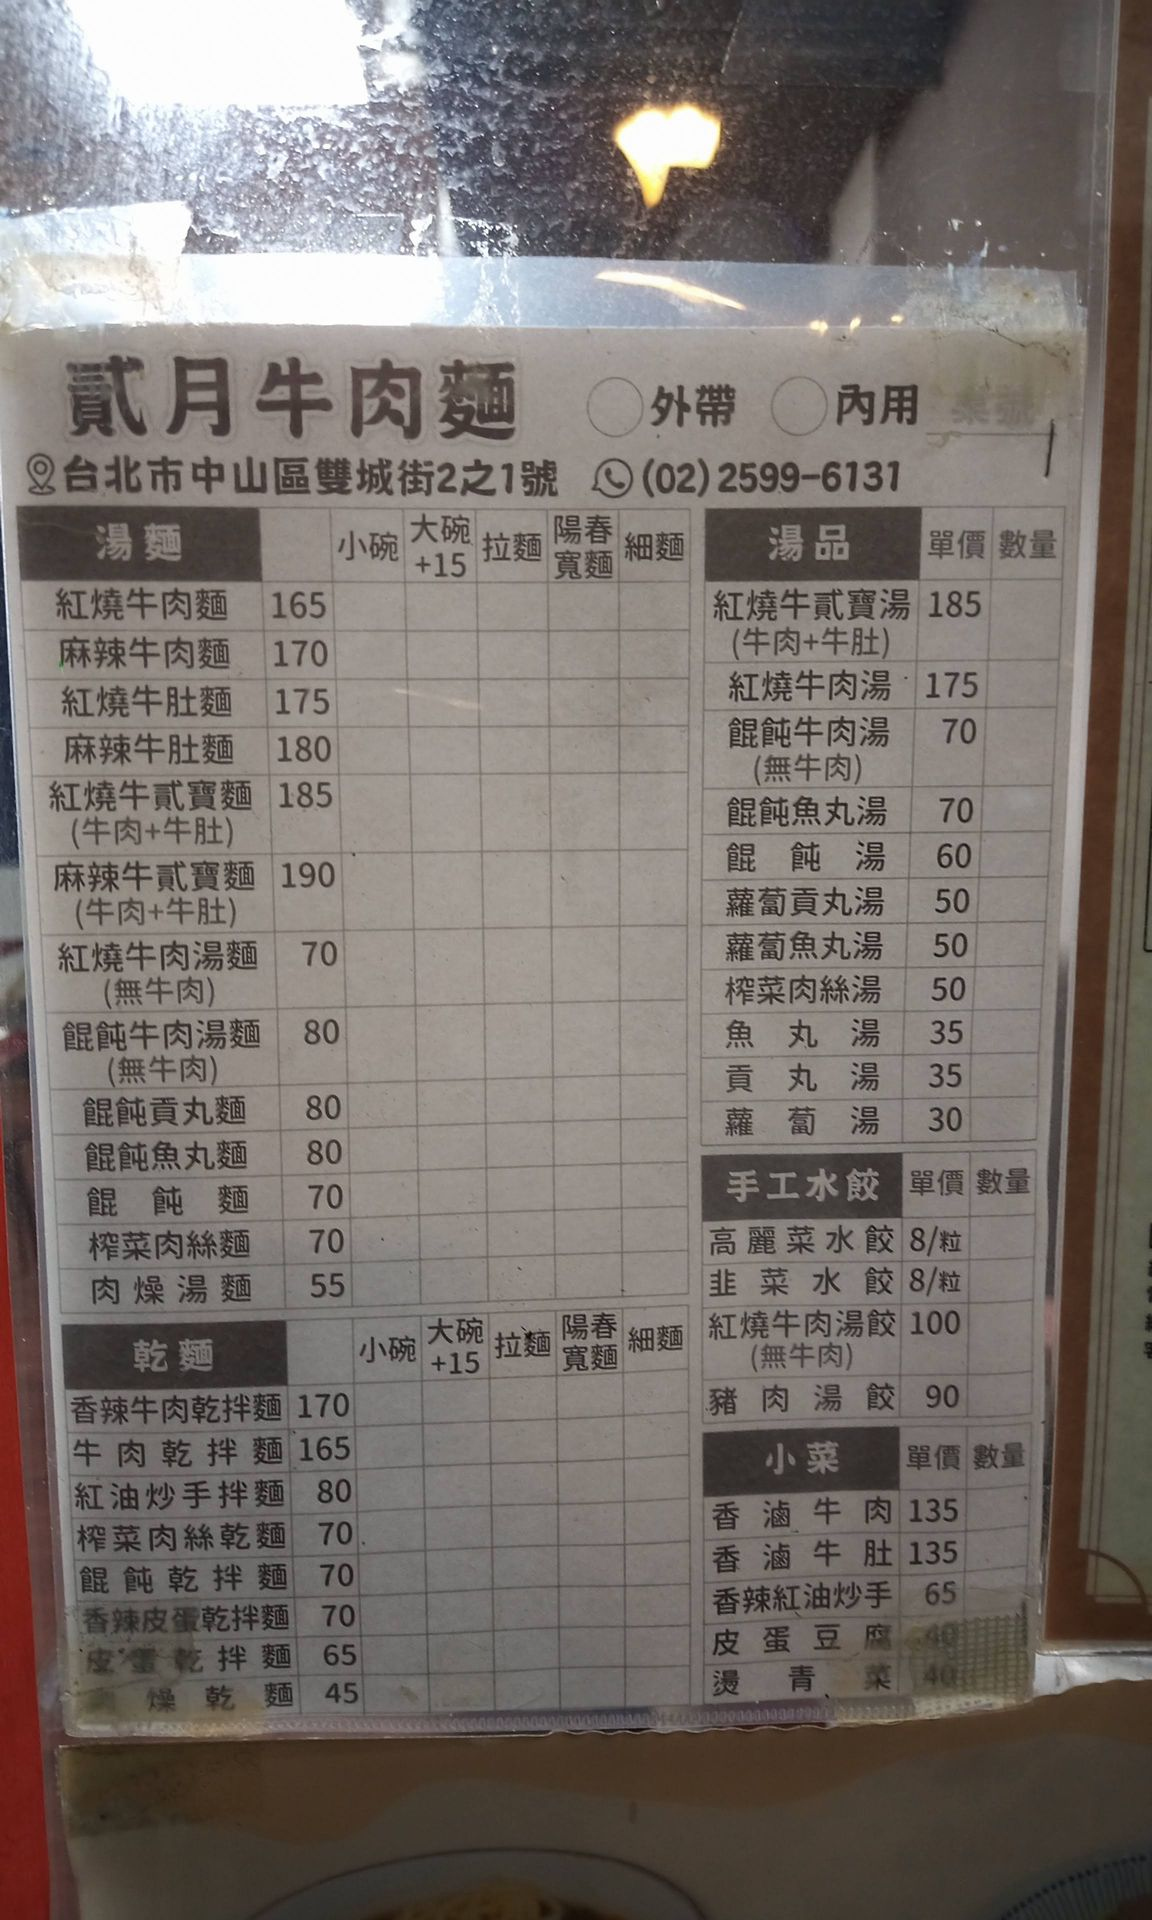 貳月牛肉麵 外帶 內用 桌號
台北市中山區雙城街2之1號 (02)2599-6131
湯麵 小碗 大碗+15 拉麵 陽春寬麵 細麵
紅燒牛肉麵 165
麻辣牛肉麵 170
紅燒牛肚麵 175
麻辣牛肚麵 180
紅燒牛貳寶麵 185
(牛肉+牛肚)
麻辣牛貳寶麵 190
(牛肉+牛肚)
紅燒牛肉湯麵 70
(無牛肉)
餛飩牛肉湯麵 80
(無牛肉)
餛飩貢丸麵 80
餛飩魚丸麵 80
餛飩麵 70
榨菜肉絲麵 70
肉燥湯麵 55
乾麵 小碗 大碗+15 拉麵 陽春寬麵 細麵
香辣牛肉乾拌麵 170
牛肉乾拌麵 165
紅油炒手拌麵 80
榨菜肉絲乾麵 70
餛飩乾拌麵 70
香辣皮蛋乾拌麵 70
皮蛋乾拌麵 65
燥乾麵 45
湯品 單價 數量
紅燒牛貳寶湯 185
(牛肉+牛肚)
紅燒牛肉湯 175
餛飩牛肉湯 70
(無牛肉)
餛飩魚丸湯 70
餛飩湯 60
蘿蔔貢丸湯 50
蘿蔔魚丸湯 50
榨菜肉絲湯 50
魚丸湯 35
貢丸湯 35
蘿蔔湯 30
手工水餃 單價 數量
高麗菜水餃 8/粒
韭菜水餃 8/粒
紅燒牛肉湯餃 100
(無牛肉)
豬肉湯餃 90
小菜 單價 數量
香滷牛肉 135
香滷牛肚 135
香辣紅油炒手 65
皮蛋豆腐 40
燙青菜 40